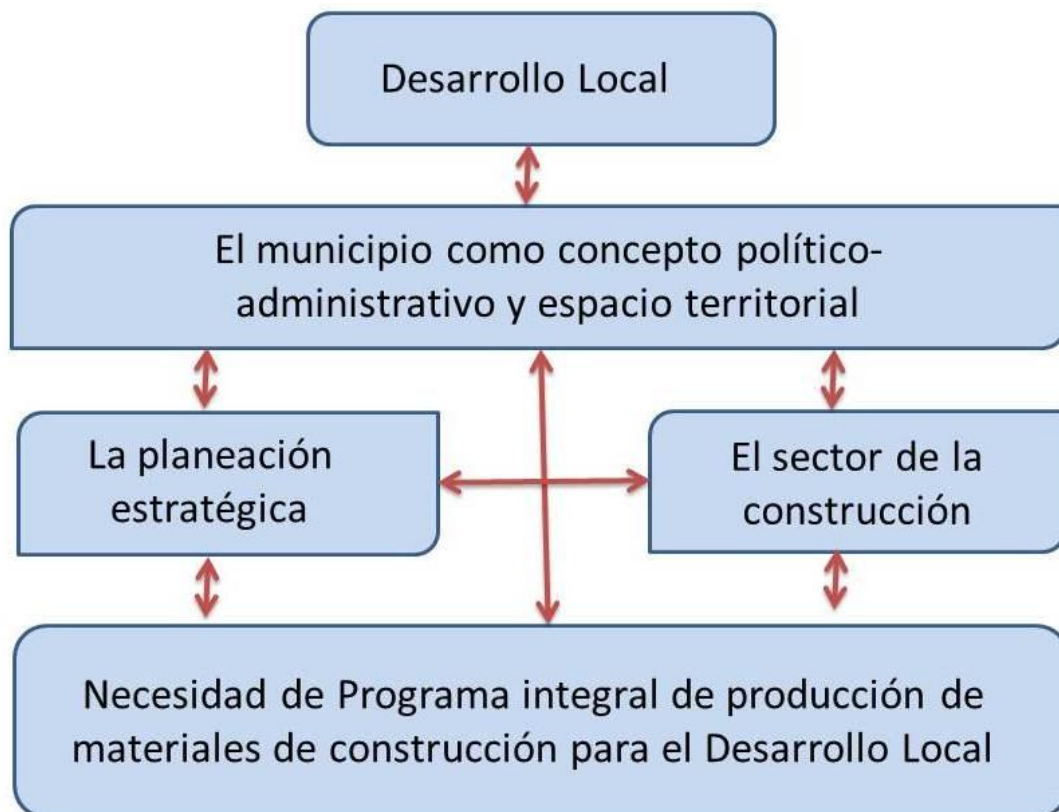 Desarrollo Local
El municipio como concepto político-
administrativo y espacio territorial
La planeación
estratégica
El sector de la
construcción
Necesidad de Programa integral de producción de
materiales de construcción para el Desarrollo Local